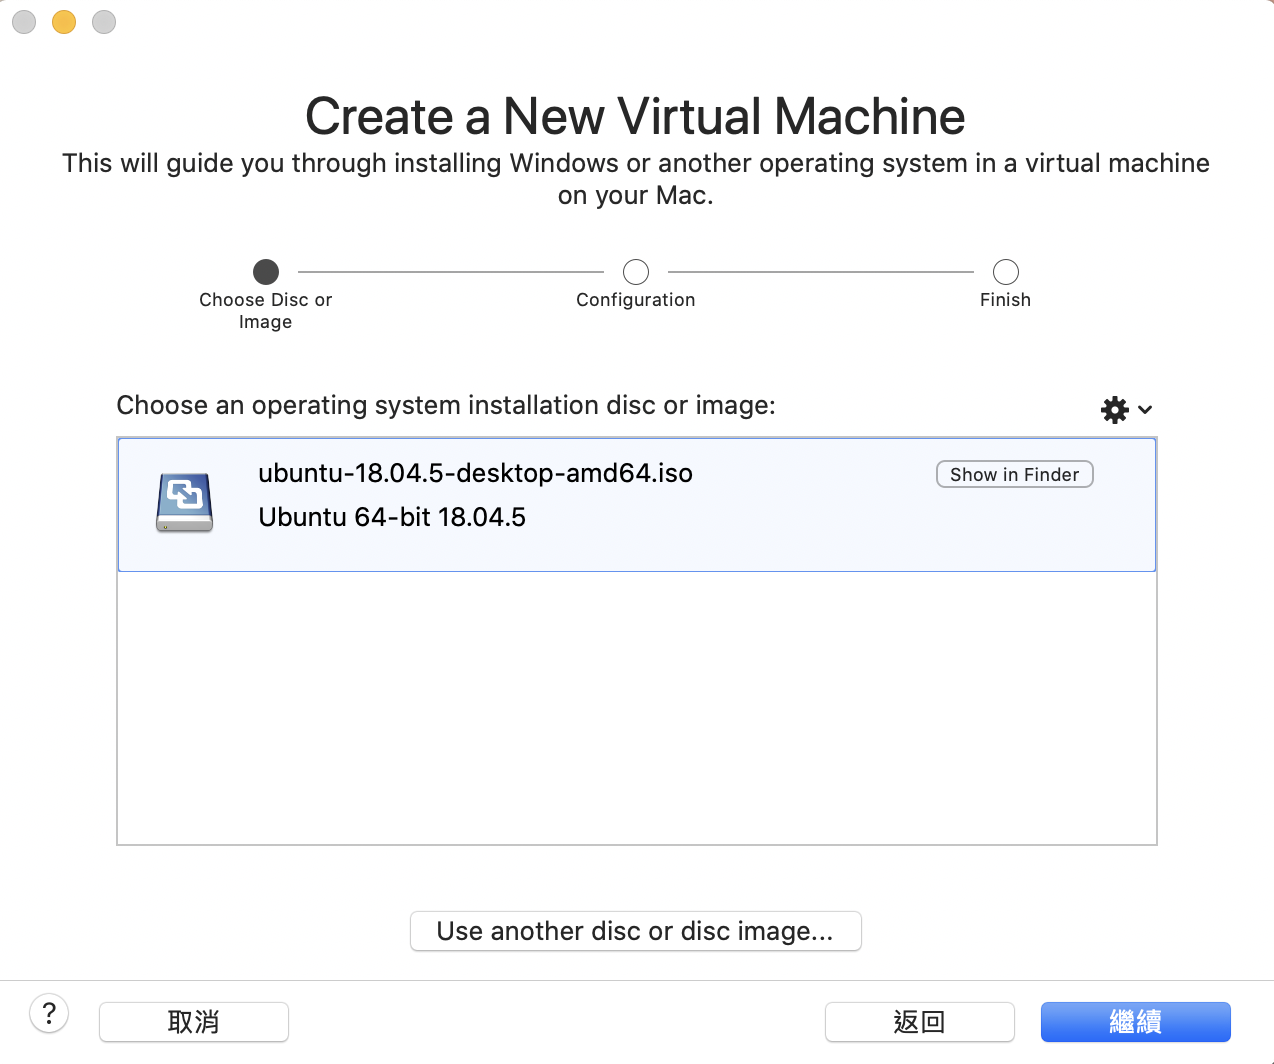 Create a New Virtual Machine
This will guide you through installing Windows or another operating system in a virtual machine
on your Mac.
Choose Disc or
Image
Configuration
Finish
Choose an operating system installation disc or image:
ubuntu-18.04.5-desktop-amd64.iso
Show in Finder
Ubuntu 64-bit 18.04.5
Use another disc or disc image...
?
取消
返回
繼續